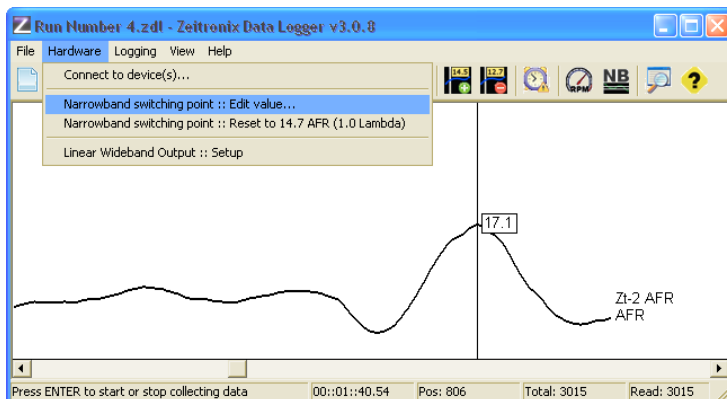 Run Number 4.zdl - Zeitronix Data Logger v3.0.8
File Hardware Logging View Help
Connect to device(s)...
14.5 12.7 RPM NB ?
Narrowband switching point :: Edit value...
Narrowband switching point :: Reset to 14.7 AFR (1.0 Lambda)
Linear Wideband Output :: Setup
17.1
Zt-2 AFR
AFR
Press ENTER to start or stop collecting data 00::01::40.54 Pos: 806 Total: 3015 Read: 3015